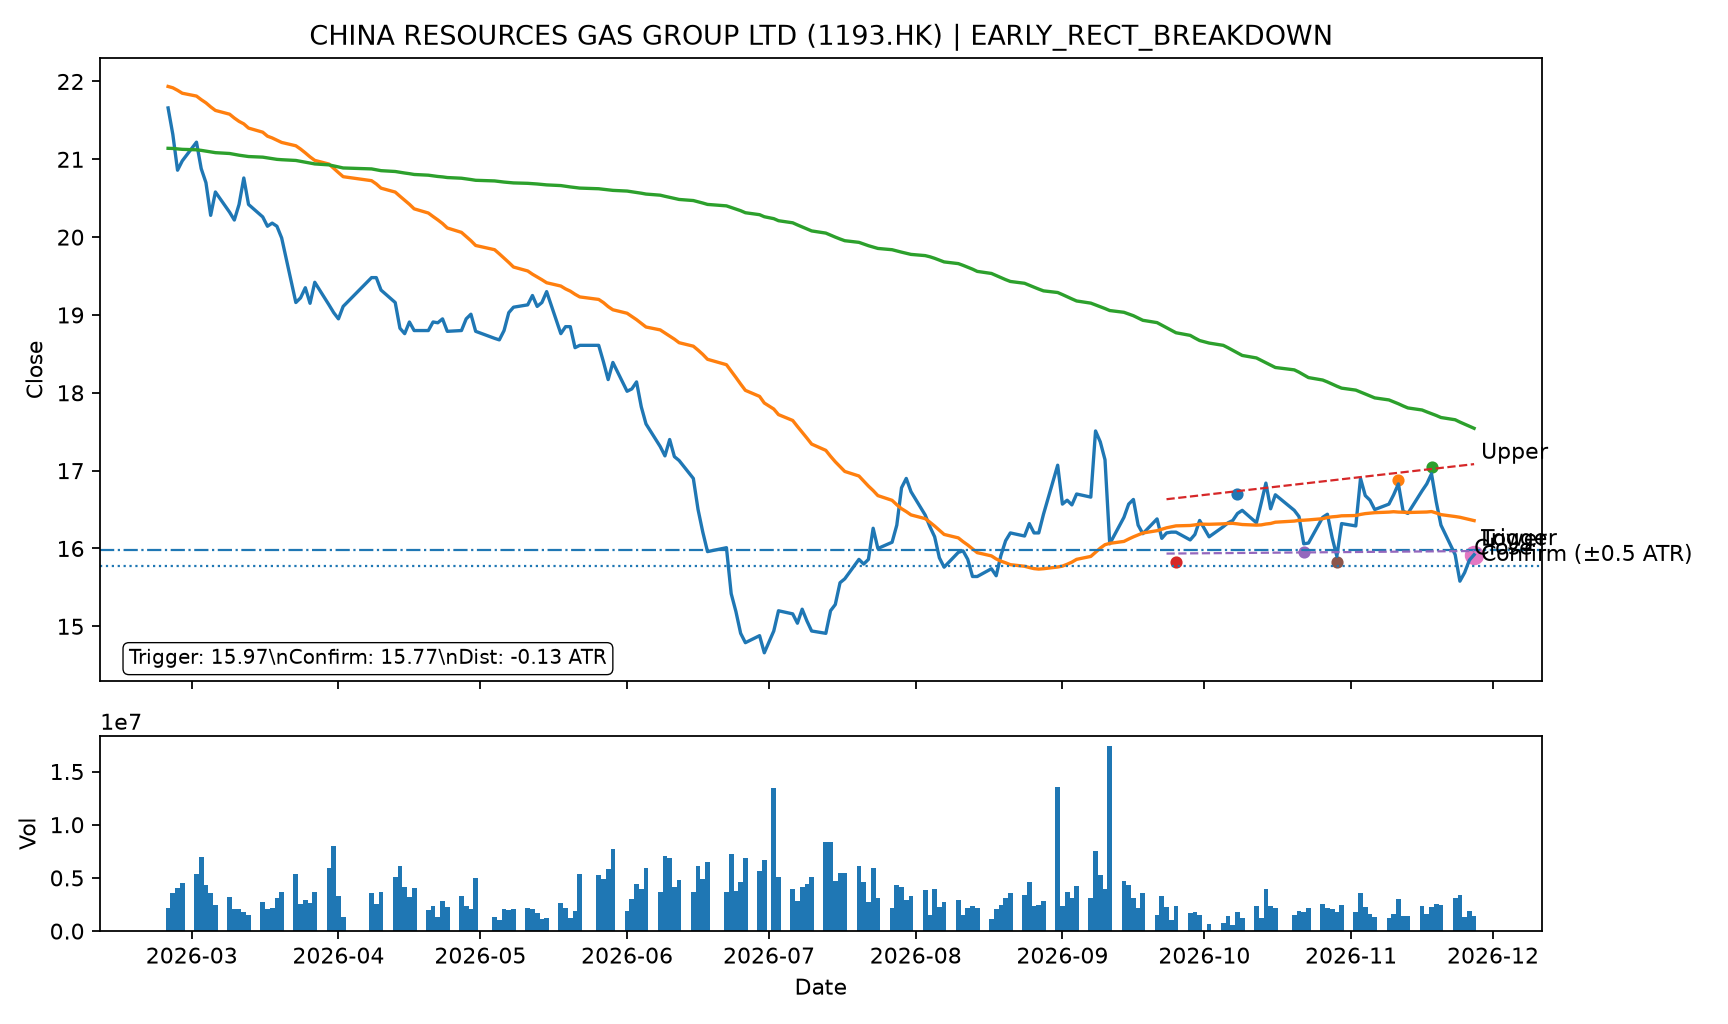 CHINA RESOURCES GAS GROUP LTD (1193.HK) | EARLY_RECT_BREAKDOWN
22
21
20
19
18
17
16
15
Close
Upper
Trigger
Confirm (±0.5 ATR)
Trigger: 15.97\nConfirm: 15.77\nDist: -0.13 ATR
1e7
1.5
1.0
0.5
0.0
Vol
2026-03
2026-04
2026-05
2026-06
2026-07
2026-08
2026-09
2026-10
2026-11
2026-12
Date